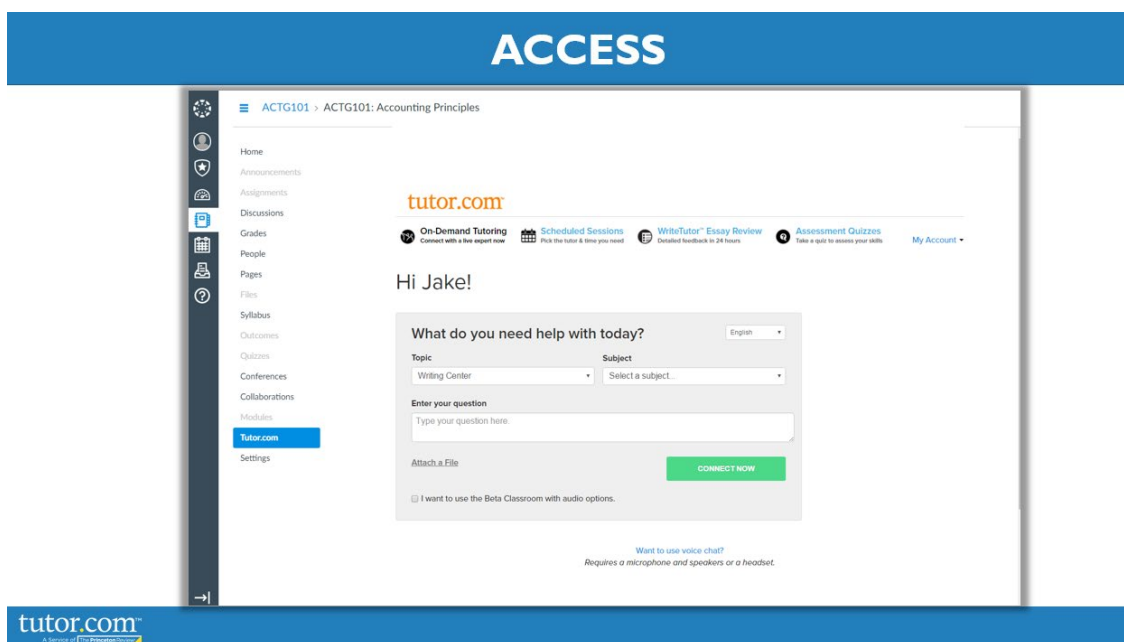 ACCESS
ACTG101 > ACTG101: Accounting Principles
Home
Announcements
Assignments
Discussions
Grades
People
Pages
Files
Syllabus
Outcomes
Quizzes
Conferences
Collaborations
Modules
Tutor.com
Settings
tutor.com
On-Demand Tutoring
Connect with a live expert now
Scheduled Sessions
Pick the tutor & time you need
WriteTutor™ Essay Review
Detailed feedback in 24 hours
Assessment Quizzes
Take a quiz to assess your skills
My Account
Hi Jake!
What do you need help with today?
English
Topic
Subject
Writing Center
Select a subject...
Enter your question
Type your question here.
Attach a File
CONNECT NOW
I want to use the Beta Classroom with audio options.
Want to use voice chat?
Requires a microphone and speakers or a headset.
tutor.com™
A Service of The Princeton Review